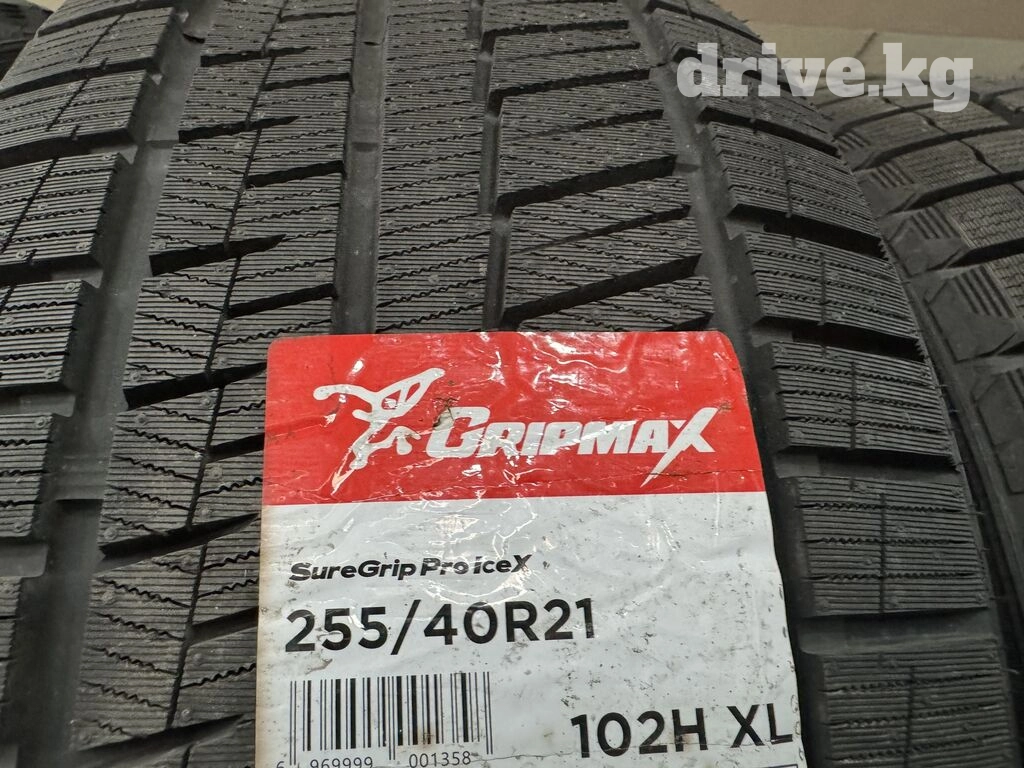 drive.kg
GRIPMAX
SureGrip Pro iceX
255/40R21
102H XL
6 969999 001358